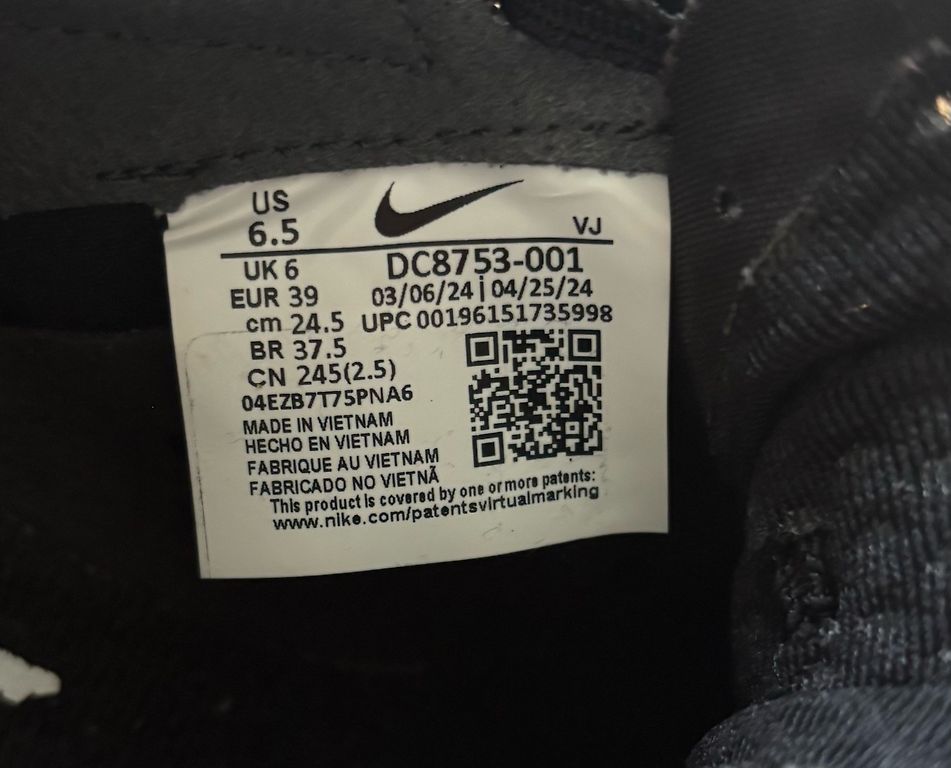 US
6.5
VJ
UK 6
DC8753-001
EUR 39
03/06/24 | 04/25/24
cm 24.5
UPC 00196151735998
BR 37.5
CN 245(2.5)
04EZB7T75PNA6
MADE IN VIETNAM
HECHO EN VIETNAM
FABRIQUE AU VIETNAM
FABRICADO NO VIETNÃ
This product is covered by one or more patents:
www.nike.com/patentsvirtualmarking